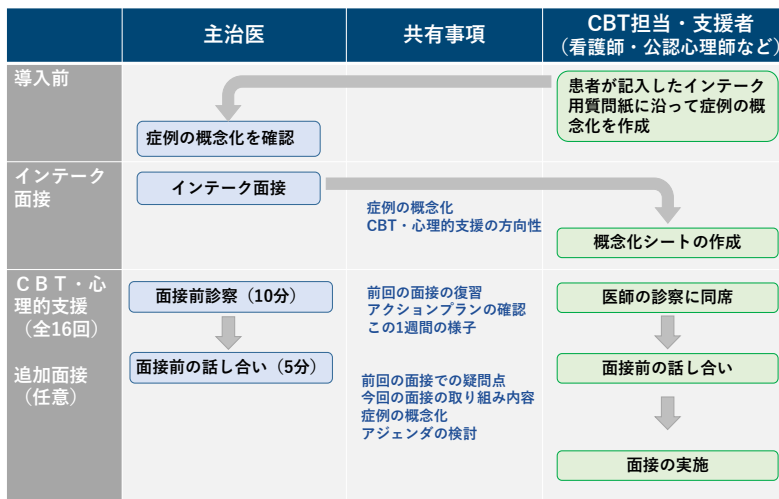 主治医
共有事項
CBT担当・支援者
(看護師・公認心理師など)
導入前
患者が記入したインテーク
用質問紙に沿って症例の概
念化を作成
症例の概念化を確認
インテーク
面接
インテーク面接
症例の概念化
CBT・心理的支援の方向性
概念化シートの作成
CBT・心
理的支援
(全16回)
追加面接
(任意)
面接前診察(10分)
前回の面接の復習
アクションプランの確認
この1週間の様子
医師の診察に同席
面接前の話し合い(5分)
前回の面接での疑問点
今回の面接の取り組み内容
症例の概念化
アジェンダの検討
面接前の話し合い
面接の実施